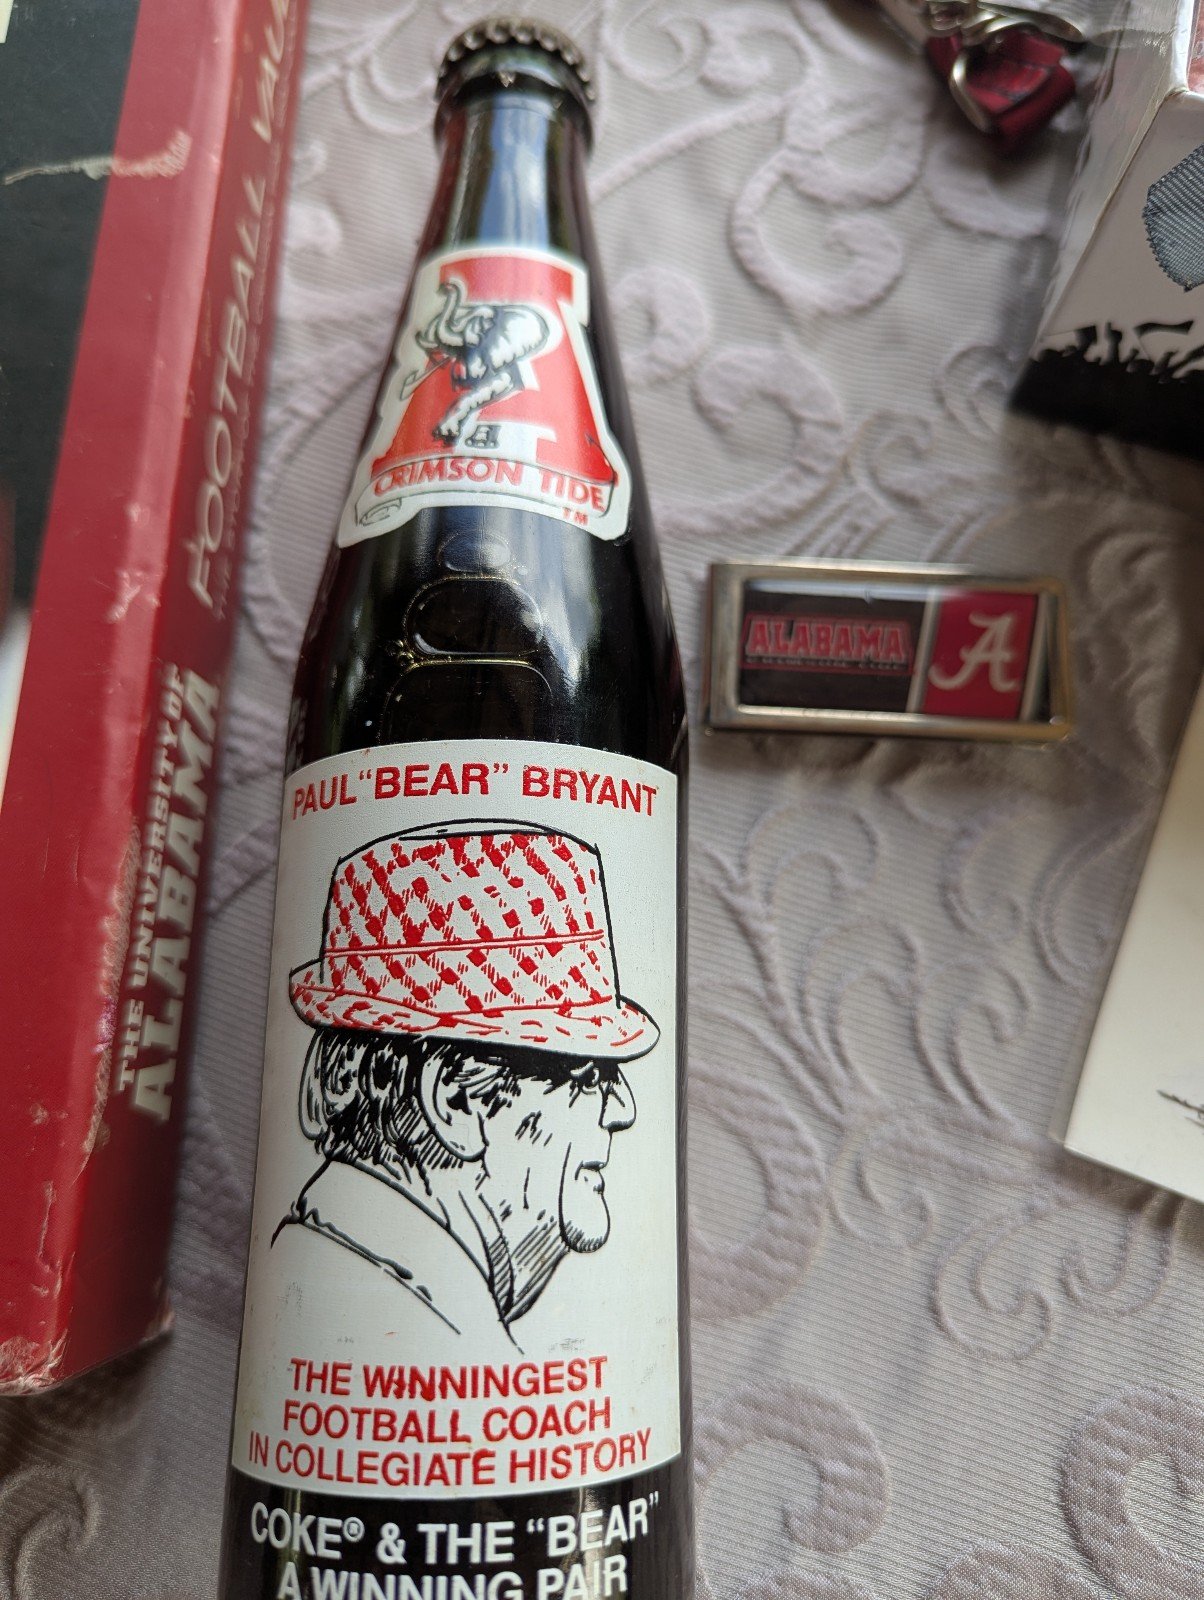 CRIMSON TIDE
TM
PAUL "BEAR" BRYANT
THE WINNINGEST
FOOTBALL COACH
IN COLLEGIATE HISTORY
COKE® & THE "BEAR"
A WINNING PAIR
THE UNIVERSITY OF
ALABAMA
FOOTBALL VAU
ALABAMA
A